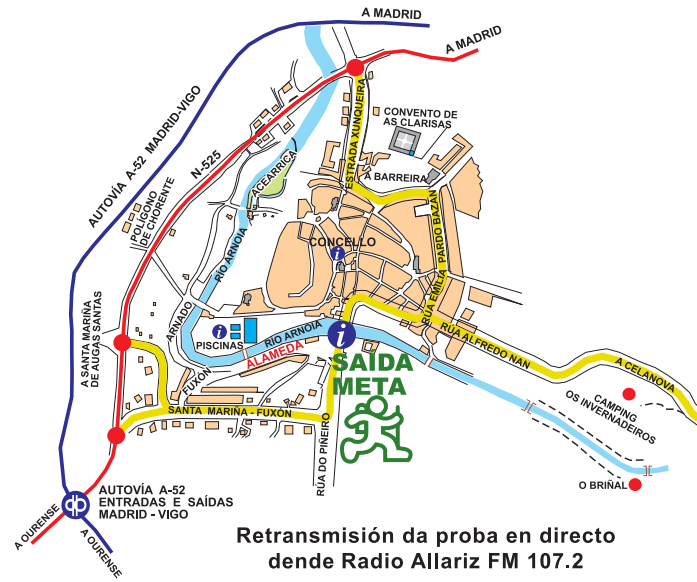 A MADRID
A MADRID
AUTOVÍA A-52 MADRID-VIGO
N-525
CONVENTO DE
AS CLARISAS
ESTRADA XUNQUEIRA
ACEARRICA
A BARREIRA
POLÍGONO
DE CHORENTE
RÚA EMILIA PARDO BAZÁN
CONCELLO
i
RÍO ARNOIA
ARNADO
i
PISCINAS
RÍO ARNOIA
i
ALAMEDA
RÚA ALFREDO NAN
A SANTA MARIÑA
DE AUGAS SANTAS
SAÍDA
META
A CELANOVA
FUXÓN
CAMPING
OS INVERNADEIROS
SANTA MARIÑA - FUXÓN
RÚA DO PIÑEIRO
O BRIÑAL
AUTOVÍA A-52
ENTRADAS E SAÍDAS
MADRID - VIGO
A OURENSE
A OURENSE
Retransmisión da proba en directo
dende Radio Allariz FM 107.2